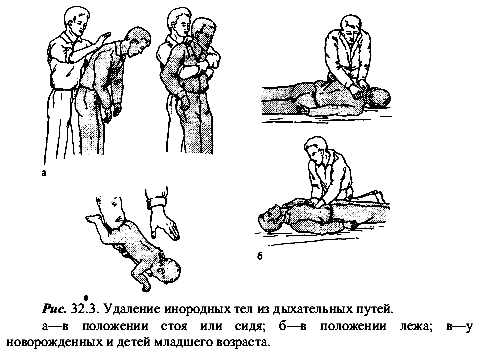 а
б
в
Рис. 32.3. Удаление инородных тел из дыхательных путей.
а—в положении стоя или сидя; б—в положении лежа; в—у
новорожденных и детей младшего возраста.